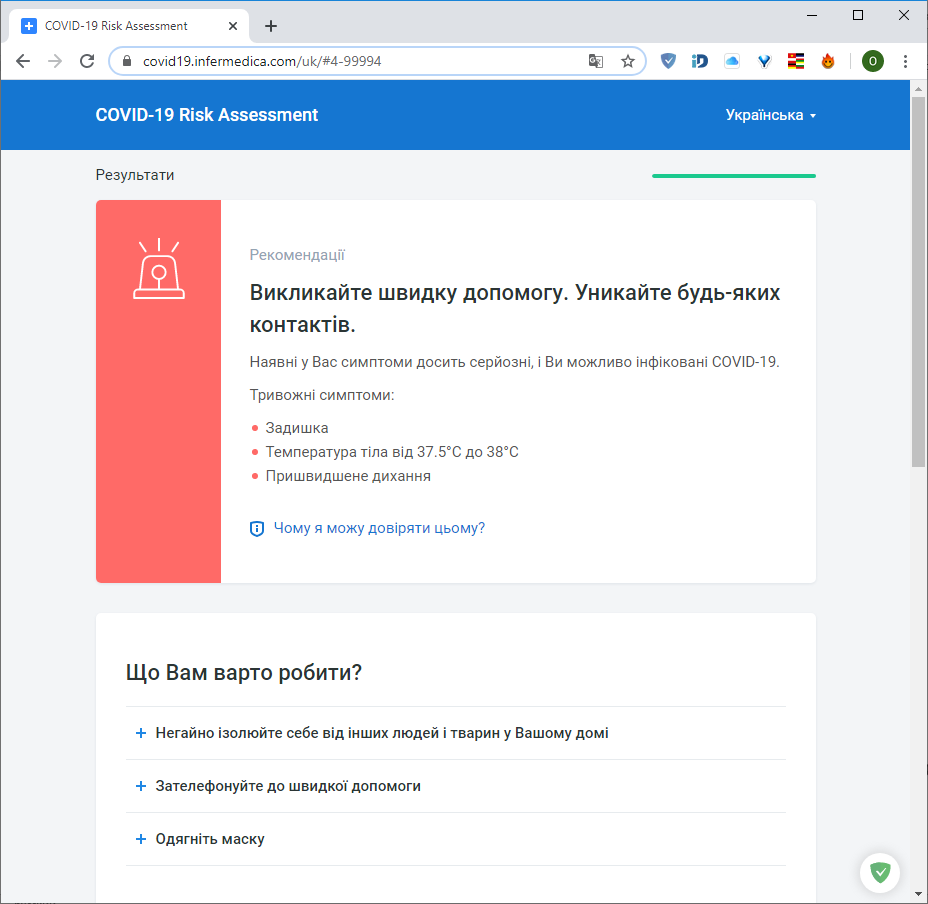 COVID-19 Risk Assessment
covid19.infermedica.com/uk/#4-99994
O
COVID-19 Risk Assessment
Українська
Результати
Рекомендації
Викликайте швидку допомогу. Уникайте будь-яких
контактів.
Наявні у Вас симптоми досить серйозні, і Ви можливо інфіковані COVID-19.
Тривожні симптоми:
Задишка
Температура тіла від 37.5°C до 38°C
Пришвидшене дихання
Чому я можу довіряти цьому?
Що Вам варто робити?
Негайно ізолюйте себе від інших людей і тварин у Вашому домі
Зателефонуйте до швидкої допомоги
Одягніть маску